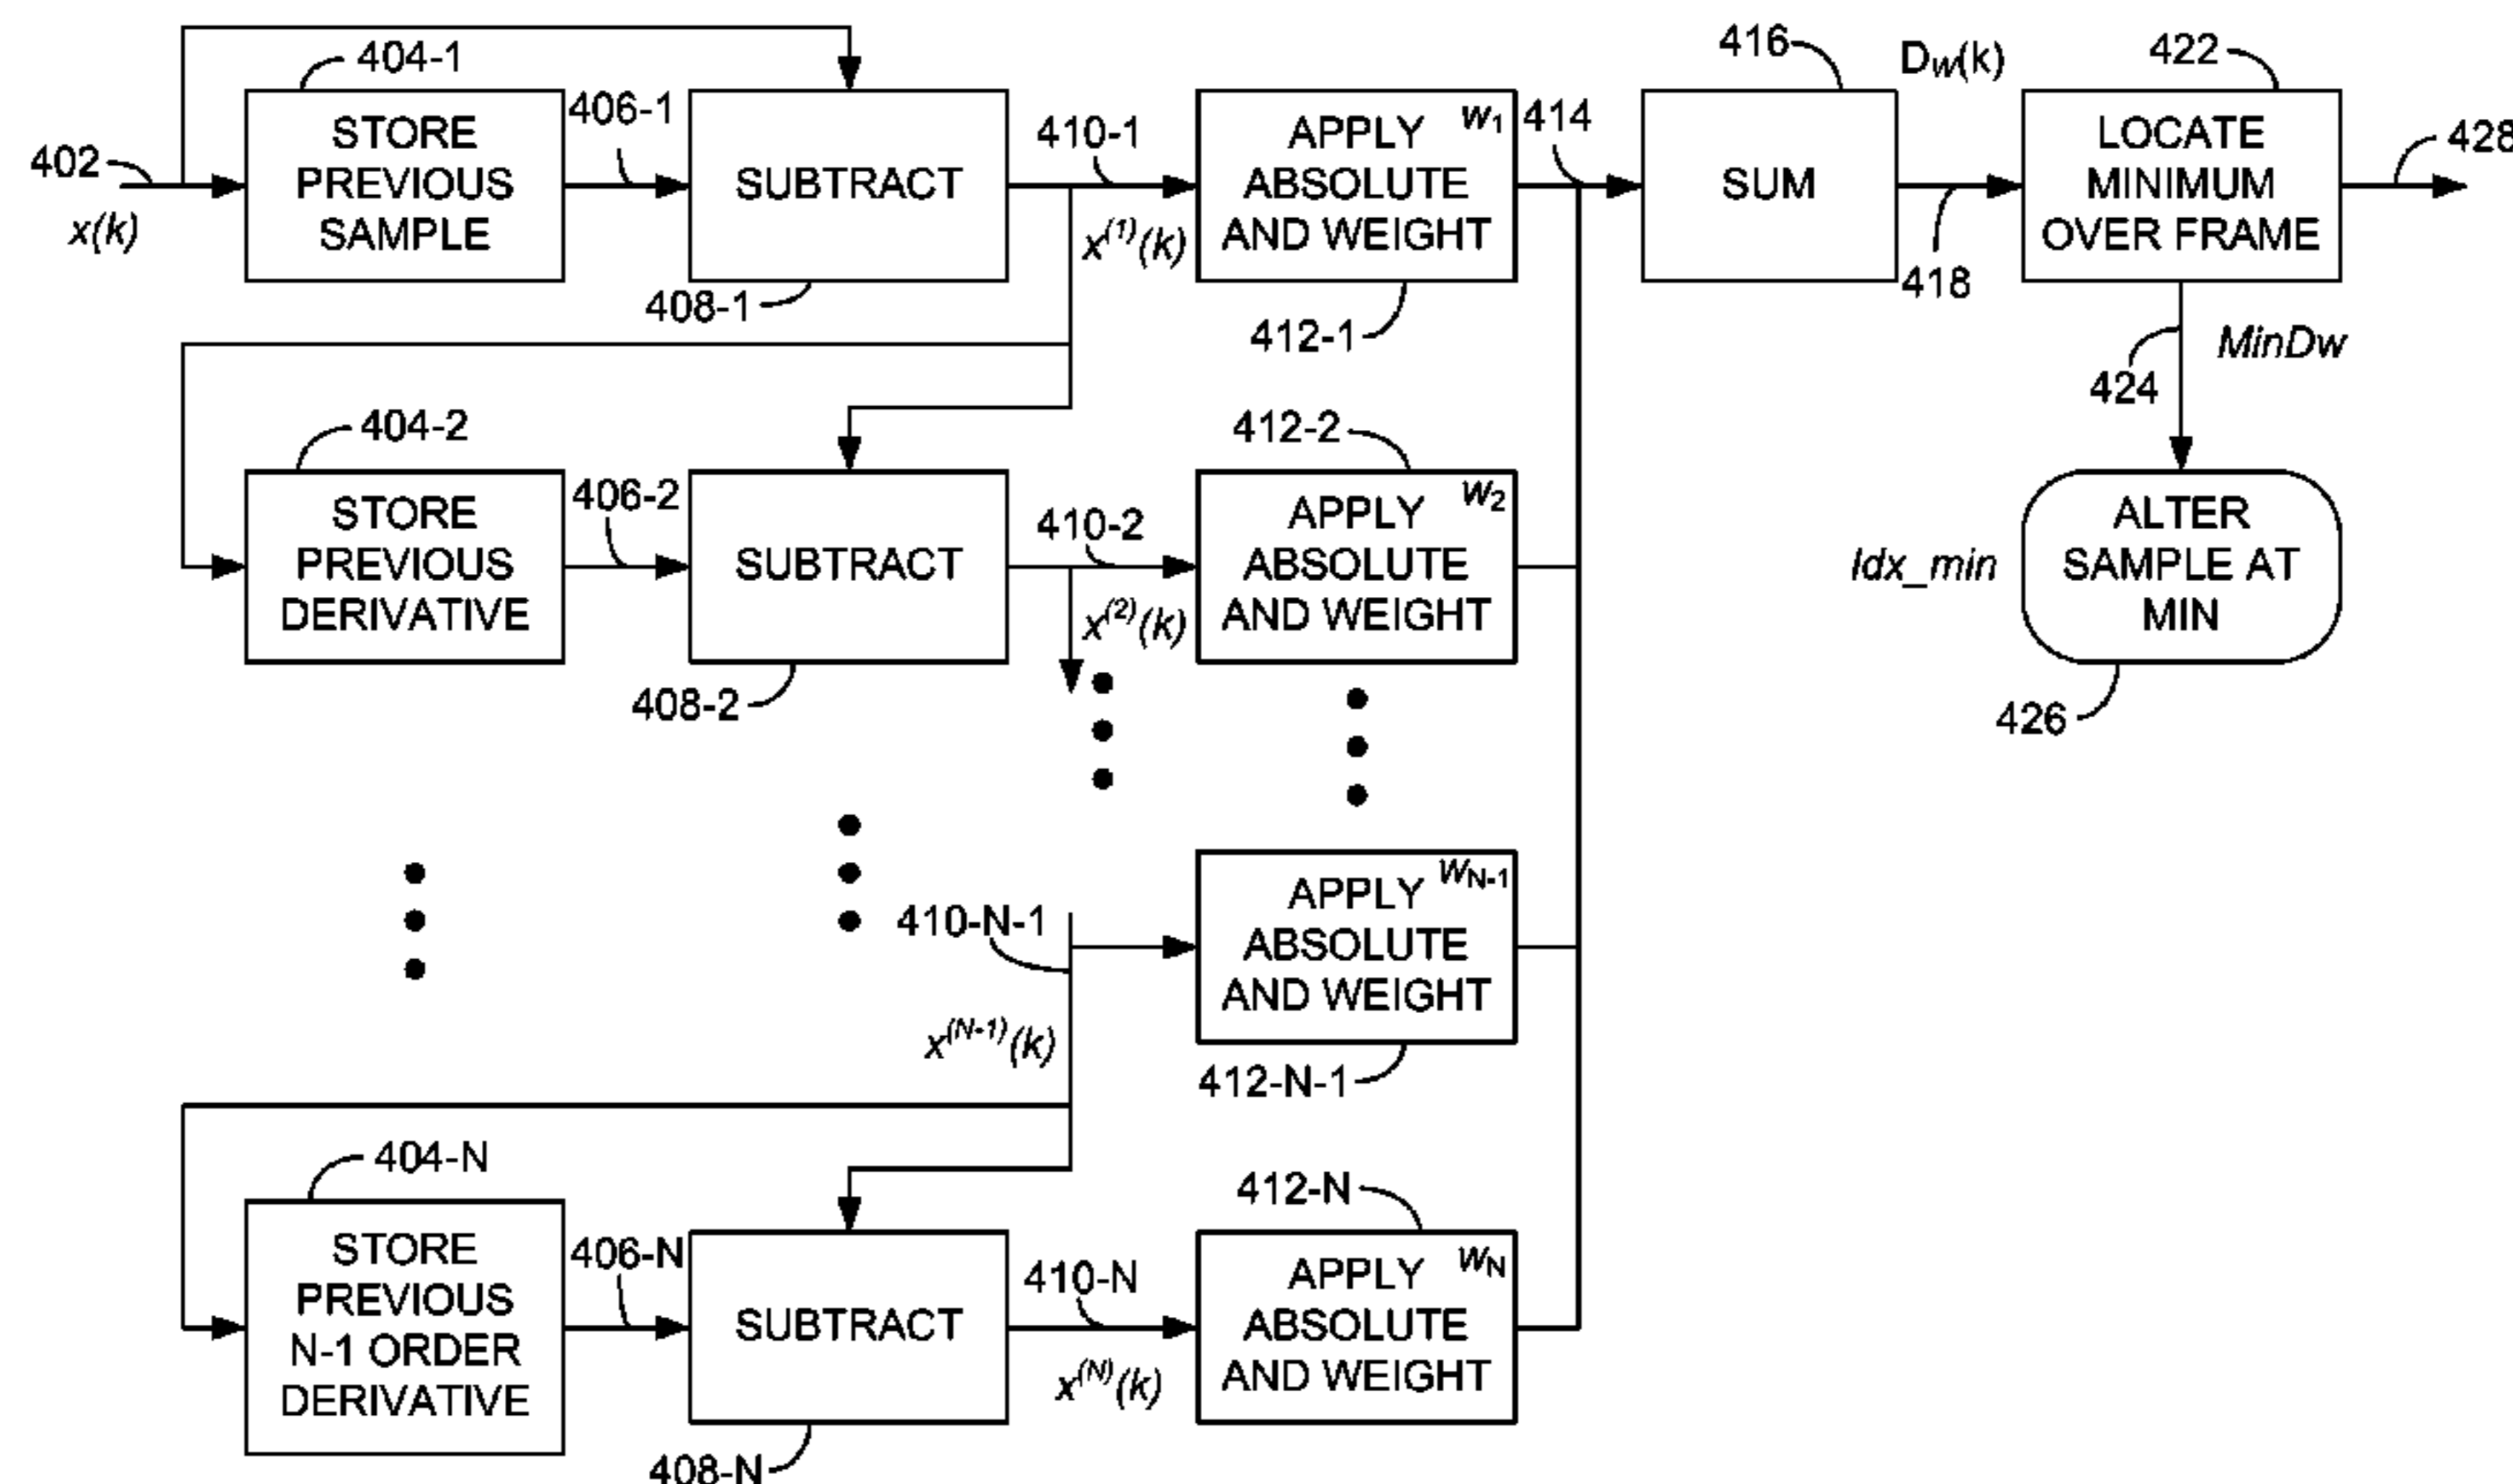 404-1
STORE
PREVIOUS
SAMPLE
402
x(k)
406-1
SUBTRACT
408-1
410-1
x(1)(k)
APPLY
ABSOLUTE
AND WEIGHT
w1
412-1
414
416
SUM
DW(k)
418
422
LOCATE
MINIMUM
OVER FRAME
428
424
MinDw
404-2
STORE
PREVIOUS
DERIVATIVE
406-2
SUBTRACT
408-2
410-2
x(2)(k)
412-2
APPLY
ABSOLUTE
AND WEIGHT
w2
Idx_min
ALTER
SAMPLE AT
MIN
426
410-N-1
x(N-1)(k)
APPLY
ABSOLUTE
AND WEIGHT
wN-1
412-N-1
404-N
STORE
PREVIOUS
N-1 ORDER
DERIVATIVE
406-N
SUBTRACT
408-N
410-N
x(N)(k)
412-N
APPLY
ABSOLUTE
AND WEIGHT
wN